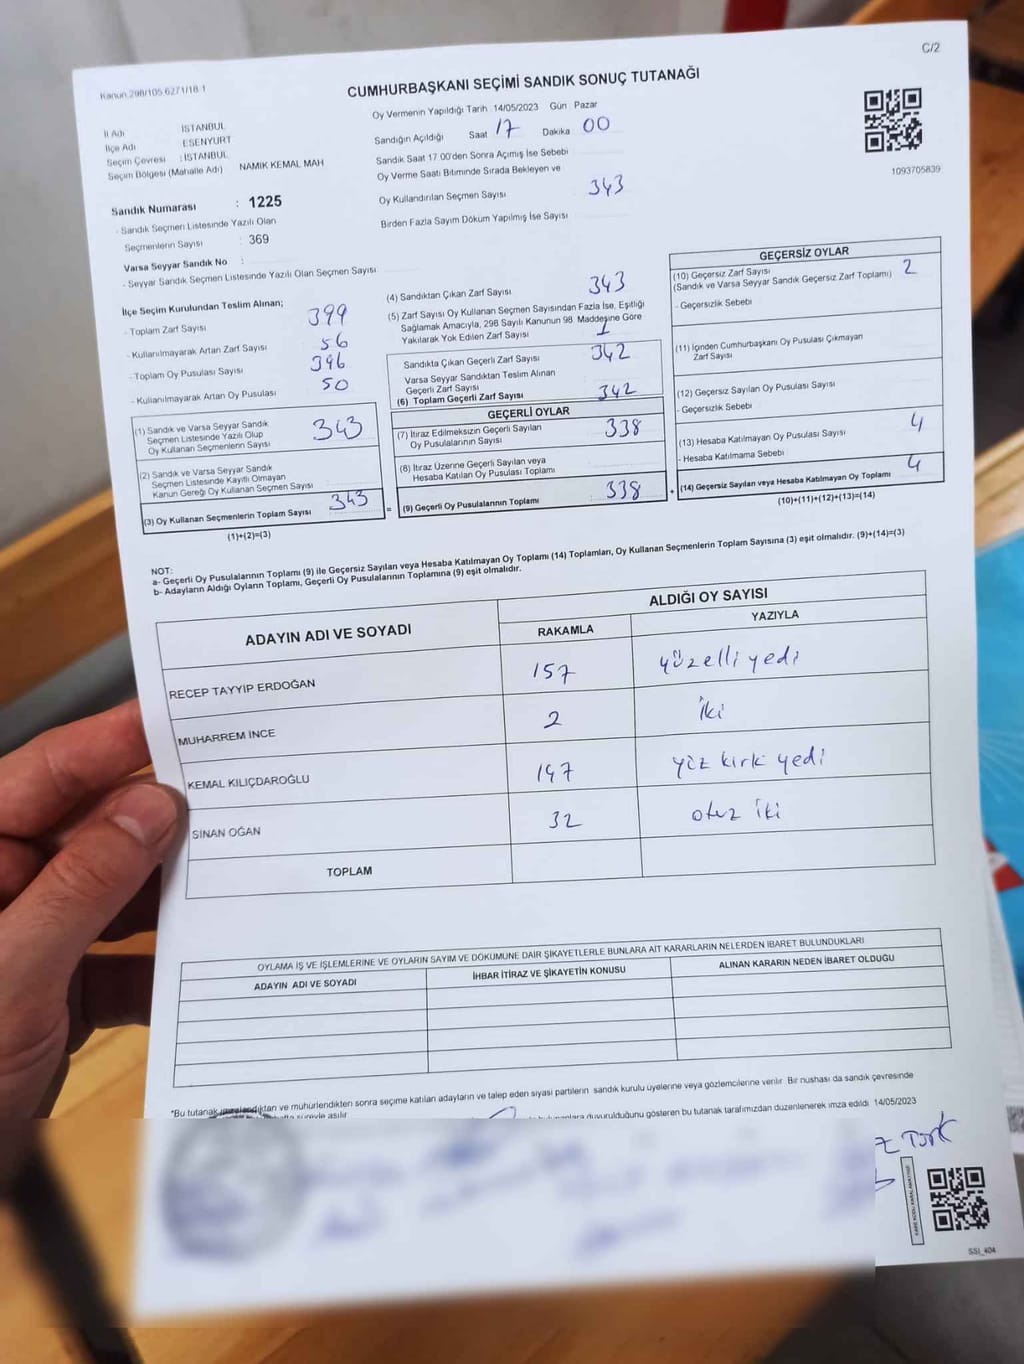 C/2
Kanun 298/105 6271/18 1
CUMHURBAŞKANI SEÇİMİ SANDIK SONUÇ TUTANAĞI
Oy Vermenin Yapıldığı Tarih 14/05/2023 Gün Pazar
İl Adı İSTANBUL
İlçe Adı ESENYURT
Seçim Çevresi : İSTANBUL
Seçim Bölgesi (Mahalle Adı) NAMIK KEMAL MAH
Sandığın Açıldığı Saat 17 Dakika 00
Sandık Saat 17 00'den Sonra Açımış İse Sebebi
Oy Verme Saati Bitiminde Sırada Bekleyen ve
Oy Kullandırılan Seçmen Sayısı 343
Birden Fazla Sayım Döküm Yapılmış İse Sayısı
1093705839
Sandık Numarası : 1225
- Sandık Seçmen Listesinde Yazılı Olan
Seçmenlerin Sayısı : 369
Varsa Seyyar Sandık No :
- Seyyar Sandık Seçmen Listesinde Yazılı Olan Seçmen Sayısı
İlçe Seçim Kurulundan Teslim Alınan;
- Toplam Zarf Sayısı 399
- Kullanılmayarak Artan Zarf Sayısı 56
- Toplam Oy Pusulası Sayısı 396
- Kullanılmayarak Artan Oy Pusulası 50
(1) Sandık ve Varsa Seyyar Sandık
Seçmen Listesinde Yazılı Olup
Oy Kullanan Seçmenlerin Sayısı 343
(2) Sandık ve Varsa Seyyar Sandık
Seçmen Listesinde Kayıtlı Olmayan
Kanun Gereği Oy Kullanan Seçmen Sayısı
(3) Oy Kullanan Seçmenlerin Toplam Sayısı 343
(1)+(2)=(3)
(4) Sandıktan Çıkan Zarf Sayısı 343
(5) Zarf Sayısı Oy Kullanan Seçmen Sayısından Fazla İse, Eşitliği
Sağlamak Amacıyla, 298 Sayılı Kanunun 98. Maddesine Göre
Yakılarak Yok Edilen Zarf Sayısı 1
Sandıkta Çıkan Geçerli Zarf Sayısı 342
Varsa Seyyar Sandıktan Teslim Alınan
Geçerli Zarf Sayısı
(6) Toplam Geçerli Zarf Sayısı 342
GEÇERLİ OYLAR
(7) İtiraz Edilmeksizin Geçerli Sayılan
Oy Pusulalarının Sayısı 338
(8) İtiraz Üzerine Geçerli Sayılan veya
Hesaba Katılan Oy Pusulası Toplamı
(9) Geçerli Oy Pusulalarının Toplamı : 338
=
+
GEÇERSİZ OYLAR
(10) Geçersiz Zarf Sayısı
(Sandık ve Varsa Seyyar Sandık Geçersiz Zarf Toplamı) 2
- Geçersizlik Sebebi
(11) İçinden Cumhurbaşkanı Oy Pusulası Çıkmayan
Zarf Sayısı
(12) Geçersiz Sayılan Oy Pusulası Sayısı
- Geçersizlik Sebebi
(13) Hesaba Katılmayan Oy Pusulası Sayısı 4
- Hesaba Katılmama Sebebi
(14) Geçersiz Sayılan veya Hesaba Katılmayan Oy Toplamı 4
(10)+(11)+(12)+(13)=(14)
NOT:
a- Geçerli Oy Pusulalarının Toplamı (9) ile Geçersiz Sayılan veya Hesaba Katılmayan Oy Toplamı (14) Toplamları, Oy Kullanan Seçmenlerin Toplam Sayısına (3) eşit olmalıdır. (9)+(14)=(3)
b- Adayların Aldığı Oyların Toplamı, Geçerli Oy Pusulalarının Toplamına (9) eşit olmalıdır.
ADAYIN ADI VE SOYADI
ALDIĞI OY SAYISI
RAKAMLA YAZIYLA
RECEP TAYYİP ERDOĞAN 157 yüzelli yedi
MUHARREM İNCE 2 iki
KEMAL KILIÇDAROĞLU 147 yüz kırk yedi
SİNAN OĞAN 32 otuz iki
TOPLAM
OYLAMA İŞ VE İŞLEMLERİNE VE OYLARIN SAYIM VE DÖKÜMÜNE DAİR ŞİKAYETLERLE BUNLARA AİT KARARLARIN NELERDEN İBARET BULUNDUKLARI
ADAYIN ADI VE SOYADI İHBAR İTİRAZ VE ŞİKAYETİN KONUSU ALINAN KARARIN NEDEN İBARET OLDUĞU
*Bu tutanak imzalandıktan ve mühürlendikten sonra seçime katılan adayların ve talep eden siyasi partilerin sandık kurulu üyelerine veya gözlemcilerine verilir. Bir nüshası da sandık çevresinde
süreyle asılır duyurulduğunu gösteren bu tutanak tarafımızdan düzenlenerek imza edildi 14/05/2023
Türk
SSİ_404